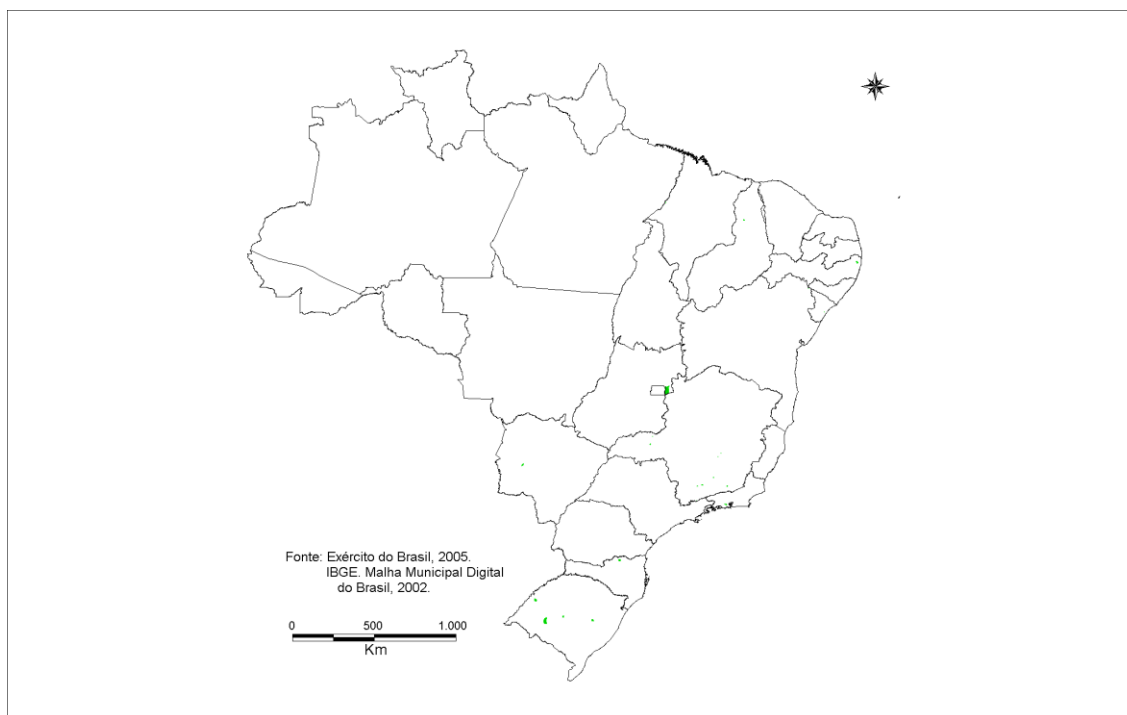 Fonte: Exército do Brasil, 2005.
IBGE. Malha Municipal Digital
do Brasil, 2002.
0 500 1.000
Km